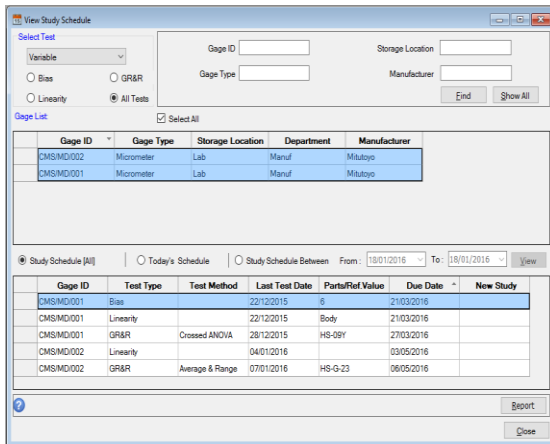 View Study Schedule
Select Test
Variable
Bias
GR&R
Linearity
All Tests
Gage ID
Storage Location
Gage Type
Manufacturer
Find
Show All
Gage List:
Select All
Gage ID Gage Type Storage Location Department Manufacturer
CMS/MD/002 Micrometer Lab Manuf Mitutoyo
CMS/MD/001 Micrometer Lab Manuf Mitutoyo
Study Schedule [All] Today's Schedule Study Schedule Between From : 18/01/2016 To : 18/01/2016 View
Gage ID Test Type Test Method Last Test Date Parts/Ref.Value Due Date New Study
CMS/MD/001 Bias 22/12/2015 6 21/03/2016
CMS/MD/001 Linearity 22/12/2015 Body 21/03/2016
CMS/MD/001 GR&R Crossed ANOVA 28/12/2015 HS-09Y 27/03/2016
CMS/MD/002 Linearity 04/01/2016 03/05/2016
CMS/MD/002 GR&R Average & Range 07/01/2016 HS-G-23 06/05/2016
Report
Close